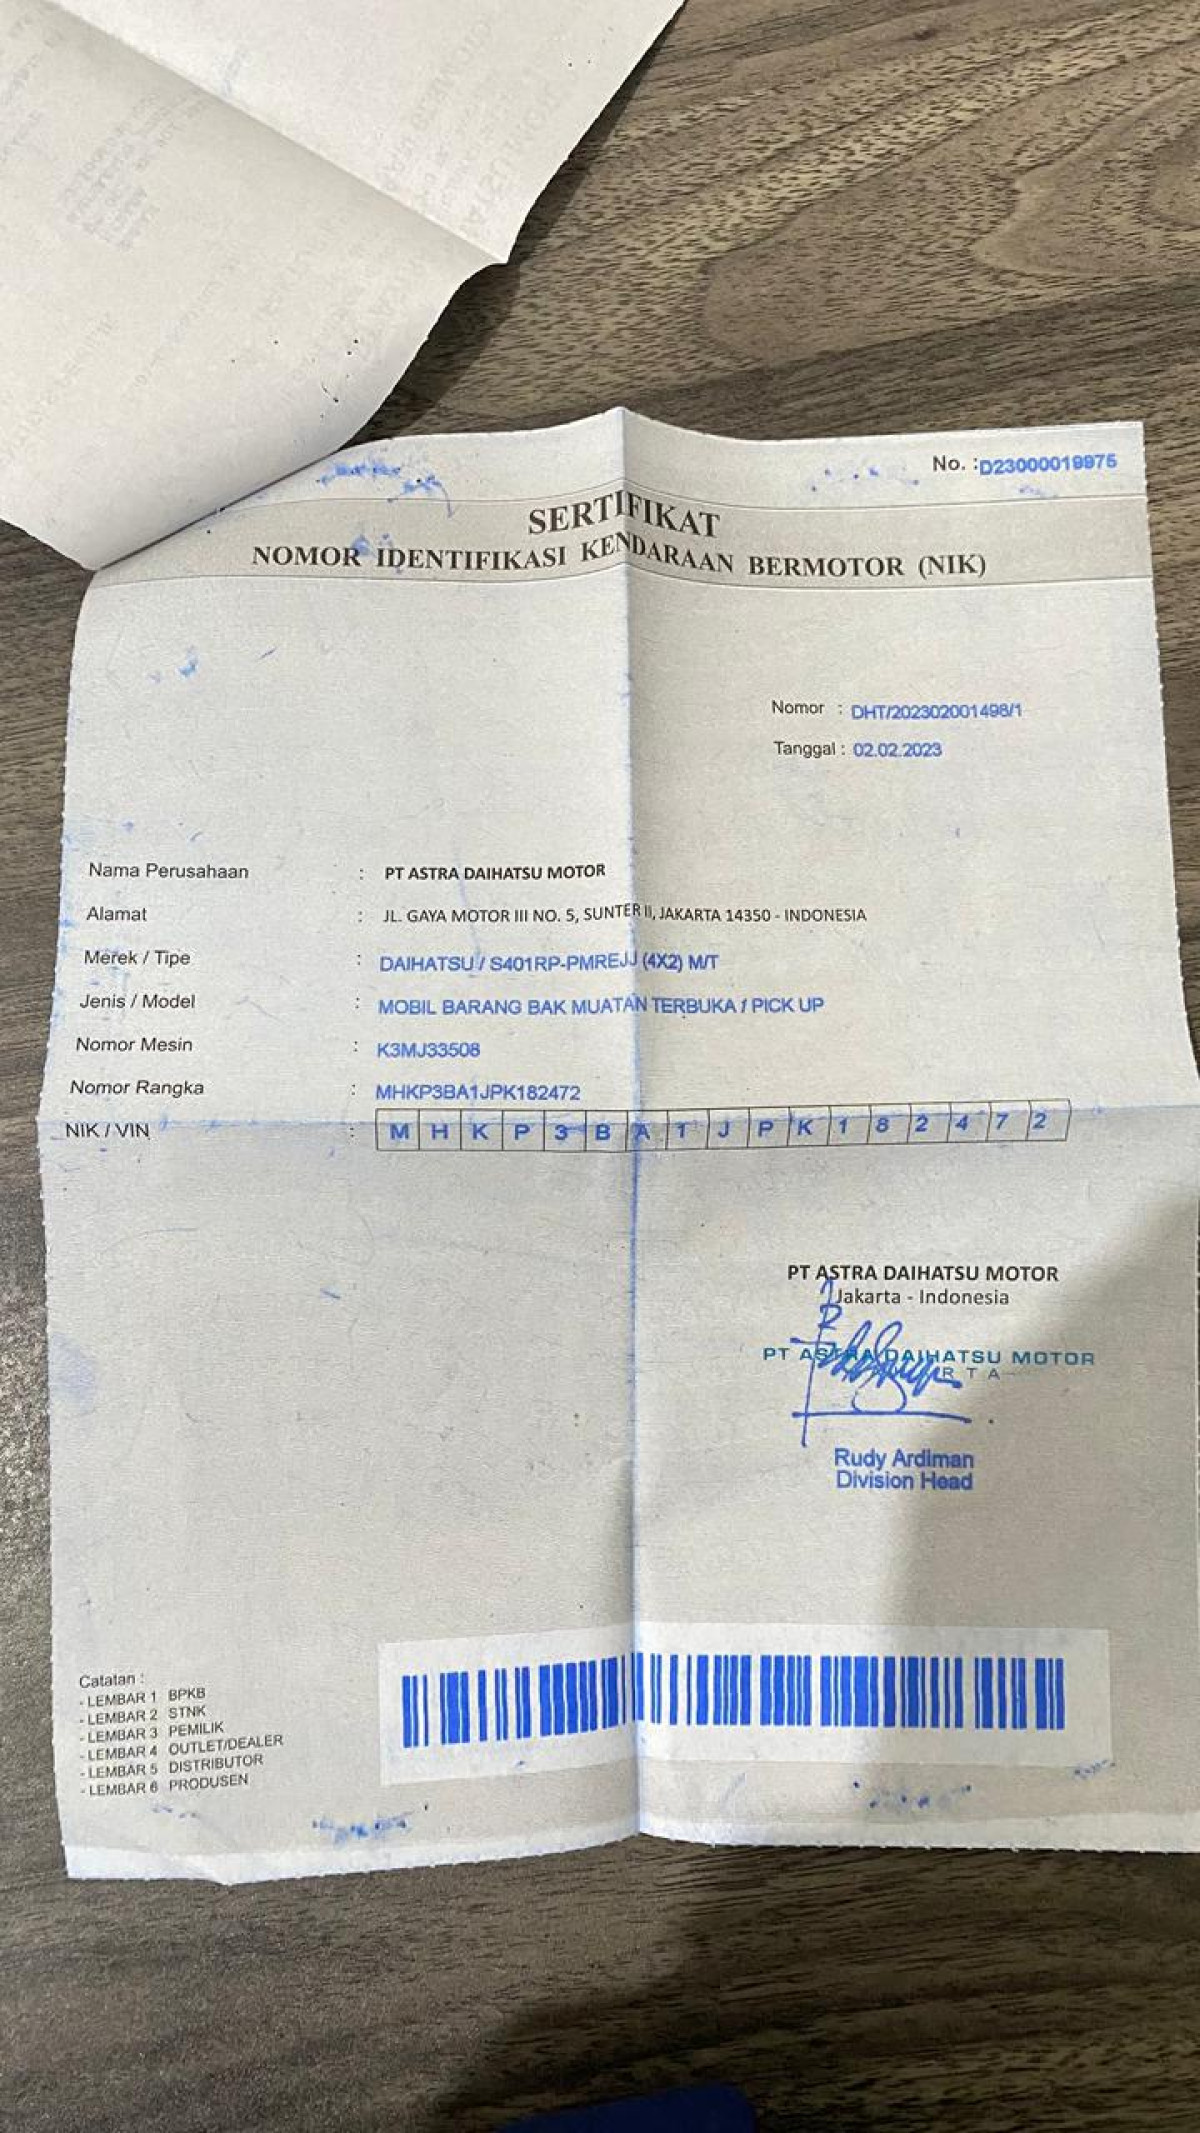 No. : D23000019975
SERTIFIKAT
NOMOR IDENTIFIKASI KENDARAAN BERMOTOR (NIK)
Nomor : DHT/202302001498/1
Tanggal : 02.02.2023
Nama Perusahaan : PT ASTRA DAIHATSU MOTOR
Alamat : JL. GAYA MOTOR III NO. 5, SUNTER II, JAKARTA 14350 - INDONESIA
Merek / Tipe : DAIHATSU / S401RP-PMREJJ (4X2) M/T
Jenis / Model : MOBIL BARANG BAK MUATAN TERBUKA / PICK UP
Nomor Mesin : K3MJ33508
Nomor Rangka : MHKP3BA1JPK182472
NIK / VIN : M H K P 3 B A 1 J P K 1 8 2 4 7 2
PT ASTRA DAIHATSU MOTOR
Jakarta - Indonesia
PT ASTRA DAIHATSU MOTOR
Rudy Ardiman
Division Head
Catatan :
- LEMBAR 1 BPKB
- LEMBAR 2 STNK
- LEMBAR 3 PEMILIK
- LEMBAR 4 OUTLET/DEALER
- LEMBAR 5 DISTRIBUTOR
- LEMBAR 6 PRODUSEN